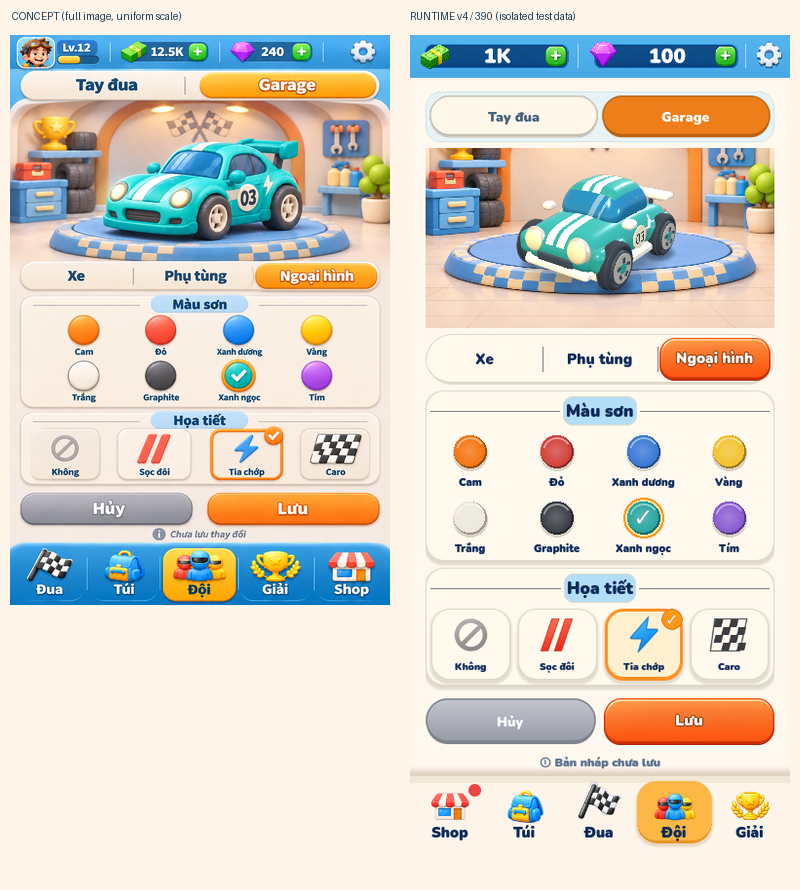 CONCEPT (full image, uniform scale)
Lv.12
12.5K
240
Tay đua
Garage
03
Xe
Phụ tùng
Ngoại hình
Màu sơn
Cam
Đỏ
Xanh dương
Vàng
Trắng
Graphite
Xanh ngọc
Tím
Họa tiết
Không
Sọc đôi
Tia chớp
Caro
Hủy
Lưu
Chưa lưu thay đổi
Đua
Túi
Đội
Giải
Shop
RUNTIME v4 / 390 (isolated test data)
1K
100
Tay đua
Garage
03
Xe
Phụ tùng
Ngoại hình
Màu sơn
Cam
Đỏ
Xanh dương
Vàng
Trắng
Graphite
Xanh ngọc
Tím
Họa tiết
Không
Sọc đôi
Tia chớp
Caro
Hủy
Lưu
Bản nháp chưa lưu
Shop
Túi
Đua
Đội
Giải